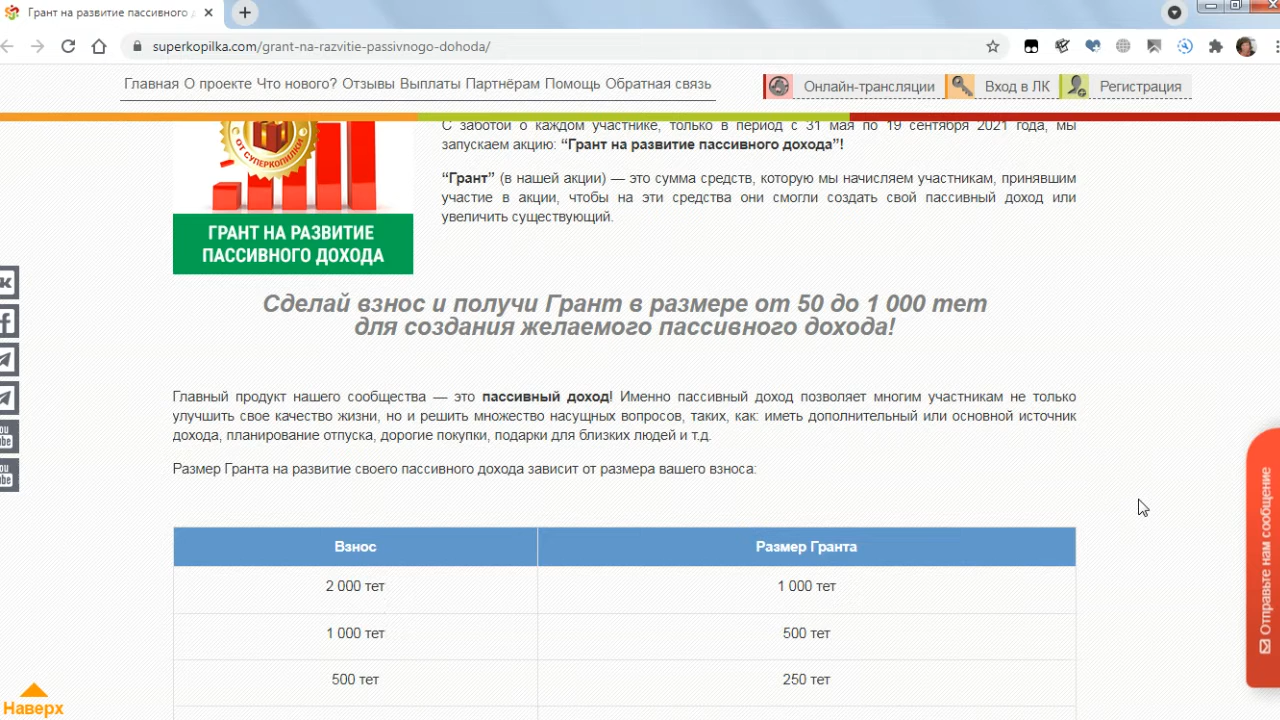 Грант на развитие пассивного
superkopilka.com/grant-na-razvitie-passivnogo-dohoda/
Главная О проекте Что нового? Отзывы Выплаты Партнёрам Помощь Обратная связь
Онлайн-трансляции Вход в ЛК Регистрация
ОТ СУПЕРКОПИЛКИ
ГРАНТ НА РАЗВИТИЕ
ПАССИВНОГО ДОХОДА
С заботой о каждом участнике, только в период с 31 мая по 19 сентября 2021 года, мы
запускаем акцию: “Грант на развитие пассивного дохода”!
“Грант” (в нашей акции) — это сумма средств, которую мы начисляем участникам, принявшим
участие в акции, чтобы на эти средства они смогли создать свой пассивный доход или
увеличить существующий.
Сделай взнос и получи Грант в размере от 50 до 1 000 тет
для создания желаемого пассивного дохода!
Главный продукт нашего сообщества — это пассивный доход! Именно пассивный доход позволяет многим участникам не только
улучшить свое качество жизни, но и решить множество насущных вопросов, таких, как: иметь дополнительный или основной источник
дохода, планирование отпуска, дорогие покупки, подарки для близких людей и т.д.
Размер Гранта на развитие своего пассивного дохода зависит от размера вашего взноса:
Взнос Размер Гранта
2 000 тет 1 000 тет
1 000 тет 500 тет
500 тет 250 тет
Отправьте нам сообщение
You
Tube
You
Tube
Наверх